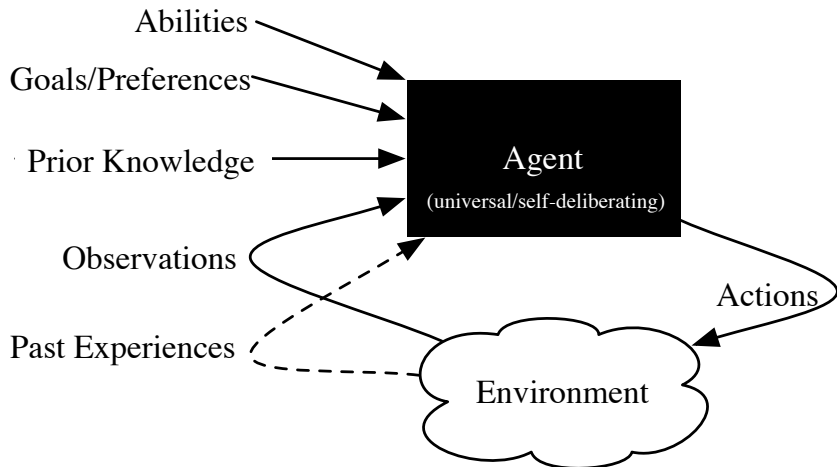 Abilities
Goals/Preferences
Prior Knowledge
Agent
(universal/self-deliberating)
Observations
Actions
Past Experiences
Environment